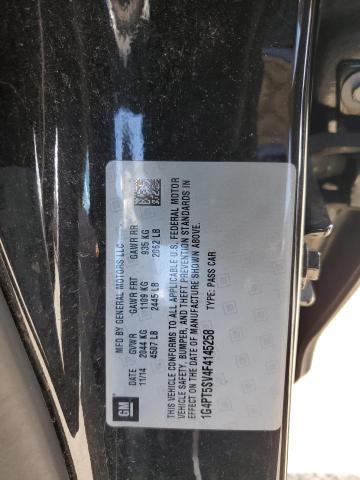 MFD BY GENERAL MOTORS LLC
DATE GVWR GAWR FRT GAWR RR
11/14 2044 KG 1109 KG 935 KG
4507 LB 2445 LB 2062 LB
THIS VEHICLE CONFORMS TO ALL APPLICABLE U.S. FEDERAL MOTOR
VEHICLE SAFETY, BUMPER, AND THEFT PREVENTION STANDARDS IN
EFFECT ON THE DATE OF MANUFACTURE SHOWN ABOVE.
1G4PT5SV4F4145258 TYPE: PASS CAR
GM